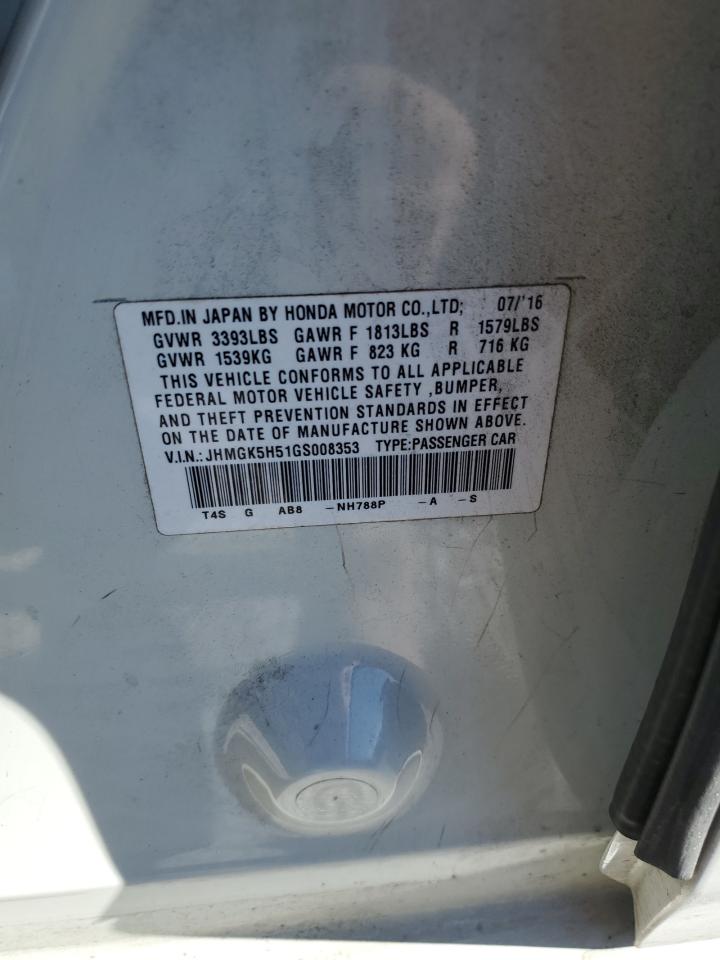 MFD.IN JAPAN BY HONDA MOTOR CO.,LTD; 07/'16
GVWR 3393LBS GAWR F 1813LBS R 1579LBS
GVWR 1539KG GAWR F 823 KG R 716 KG
THIS VEHICLE CONFORMS TO ALL APPLICABLE
FEDERAL MOTOR VEHICLE SAFETY ,BUMPER,
AND THEFT PREVENTION STANDARDS IN EFFECT
ON THE DATE OF MANUFACTURE SHOWN ABOVE.
V.I.N.:JHMGK5H51GS008353 TYPE:PASSENGER CAR
T4S G AB8 -NH788P -A -S